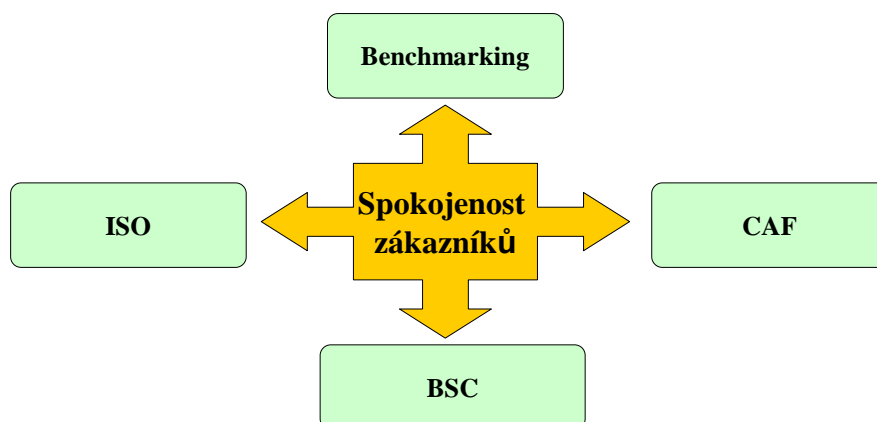 Benchmarking
ISO
Spokojenost
zákazníků
CAF
BSC